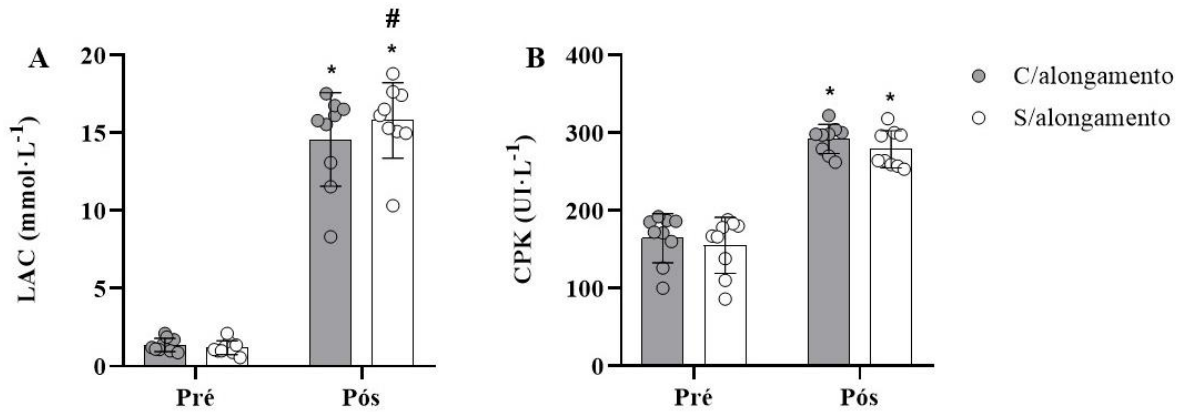 A
LAC (mmol·L⁻¹)
20
15
10
5
0
Pré
Pós
*
#
*
B
CPK (UI·L⁻¹)
400
300
200
100
0
Pré
Pós
*
*
C/alongamento
S/alongamento